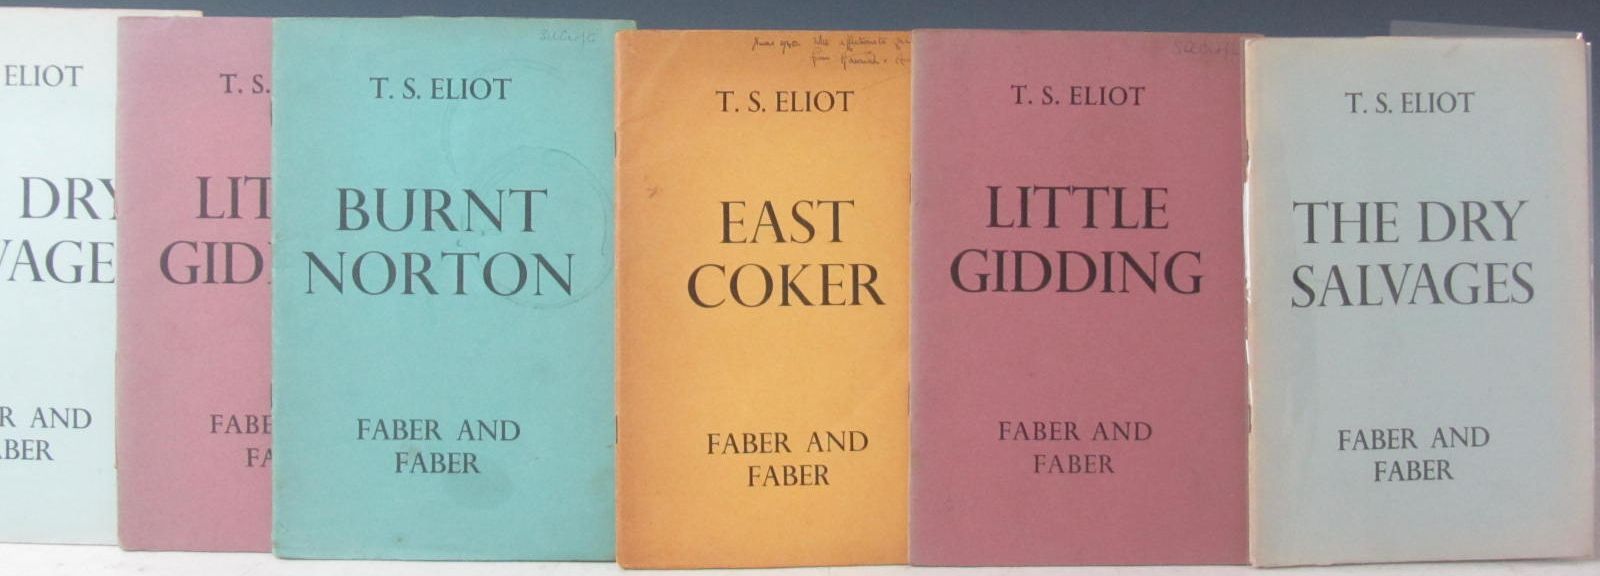 ELIOT
DRY
VAGE
R AND
BER
T. S.
LIT
GID
FABE
FA
T. S. ELIOT
BURNT
NORTON
FABER AND
FABER
T. S. ELIOT
EAST
COKER
FABER AND
FABER
T. S. ELIOT
LITTLE
GIDDING
FABER AND
FABER
T. S. ELIOT
THE DRY
SALVAGES
FABER AND
FABER